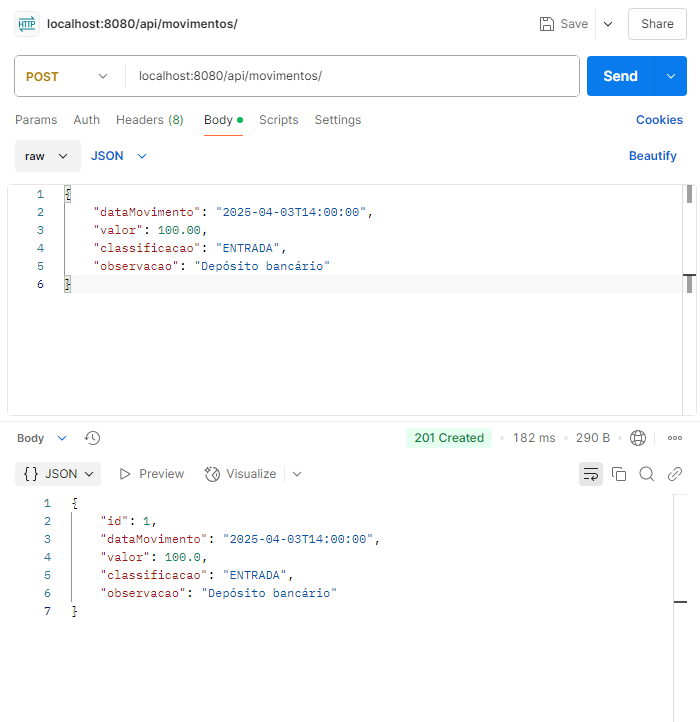 HTTP localhost:8080/api/movimentos/ Save Share
POST localhost:8080/api/movimentos/ Send
Params Auth Headers (8) Body Scripts Settings Cookies
raw JSON Beautify
1 {
2 "dataMovimento": "2025-04-03T14:00:00",
3 "valor": 100.00,
4 "classificacao": "ENTRADA",
5 "observacao": "Depósito bancário"
6 }
Body 201 Created 182 ms 290 B
{} JSON Preview Visualize
1 {
2 "id": 1,
3 "dataMovimento": "2025-04-03T14:00:00",
4 "valor": 100.0,
5 "classificacao": "ENTRADA",
6 "observacao": "Depósito bancário"
7 }